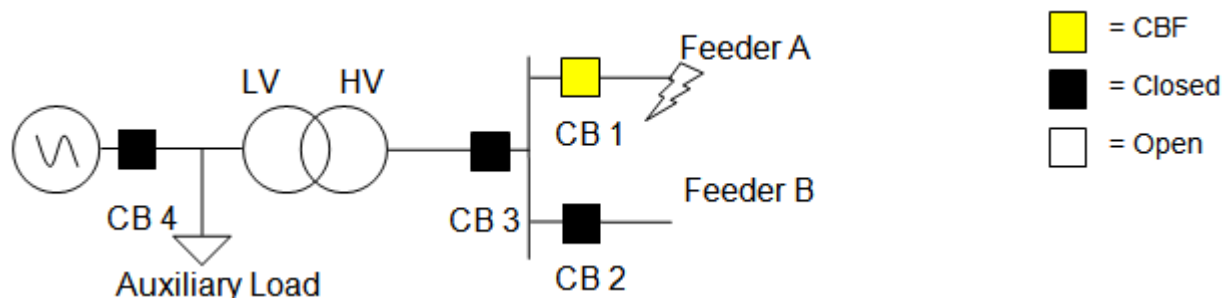 Feeder A
= CBF
LV
HV
= Closed
CB 1
= Open
Feeder B
CB 4
CB 3
CB 2
Auxiliary Load